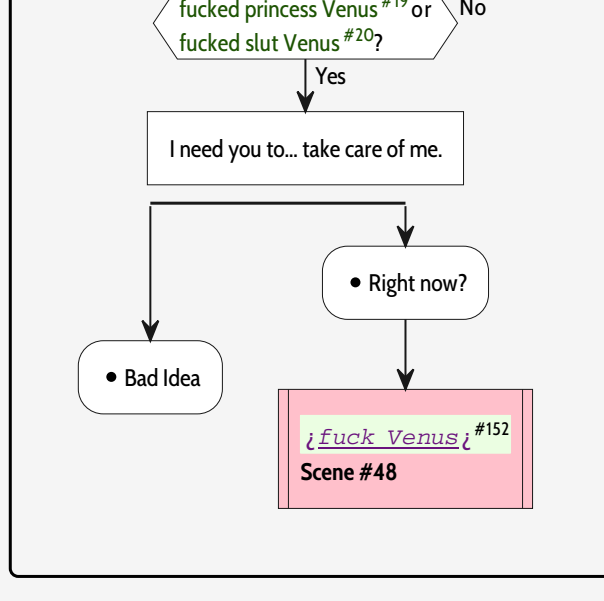 fucked princess Venus #19 or
No
fucked slut Venus #20?
Yes
I need you to... take care of me.
• Right now?
• Bad Idea
¿fuck Venus¿#152
Scene #48